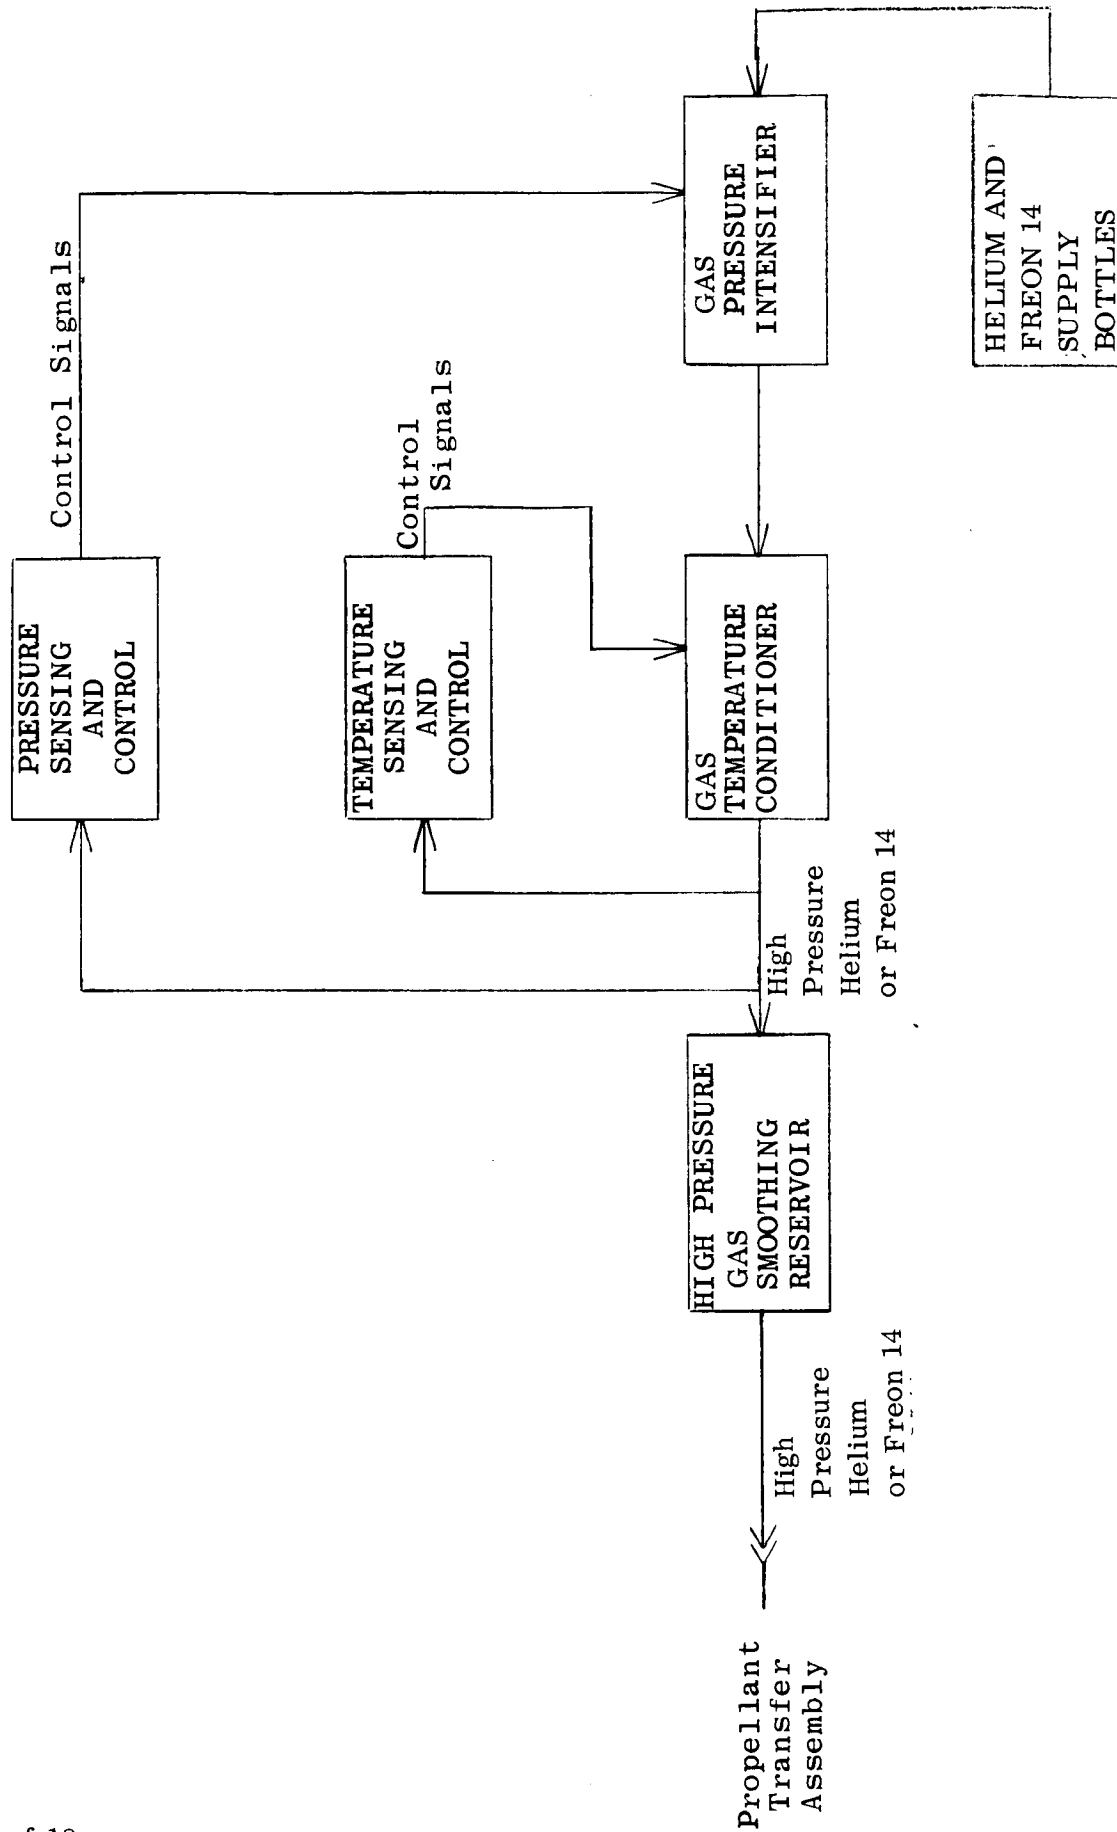 PRESSURE
SENSING
AND
CONTROL
Control Signals
TEMPERATURE
SENSING
AND
CONTROL
Control
Signals
Propellant
Transfer
Assembly
High
Pressure
Helium
or Freon 14
HIGH PRESSURE
GAS
SMOOTHING
RESERVOIR
High
Pressure
Helium
or Freon 14
GAS
TEMPERATURE
CONDITIONER
GAS
PRESSURE
INTENSIFIER
HELIUM AND
FREON 14
SUPPLY
BOTTLES